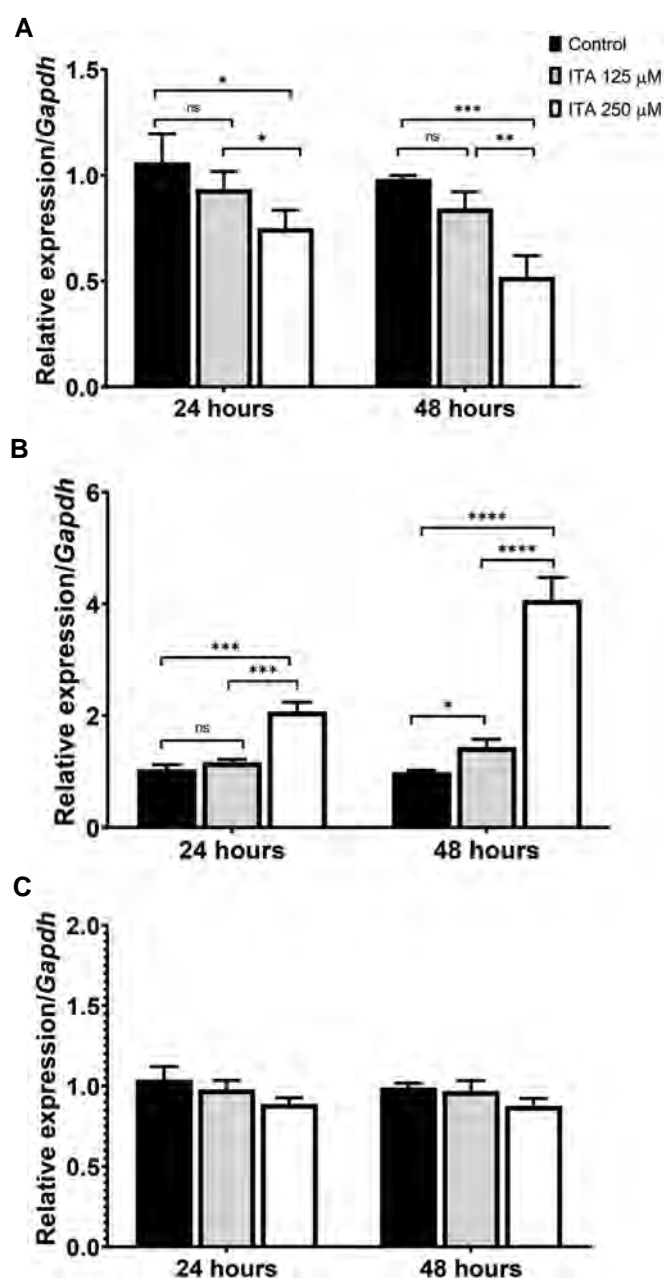 A
Control
ITA 125 μM
ITA 250 μM
Relative expression/Gapdh
1.5
1.0
0.5
0.0
*
ns
*
***
ns
**
24 hours
48 hours
B
Relative expression/Gapdh
6
4
2
0
***
***
ns
****
****
*
24 hours
48 hours
C
Relative expression/Gapdh
2.0
1.5
1.0
0.5
0.0
24 hours
48 hours